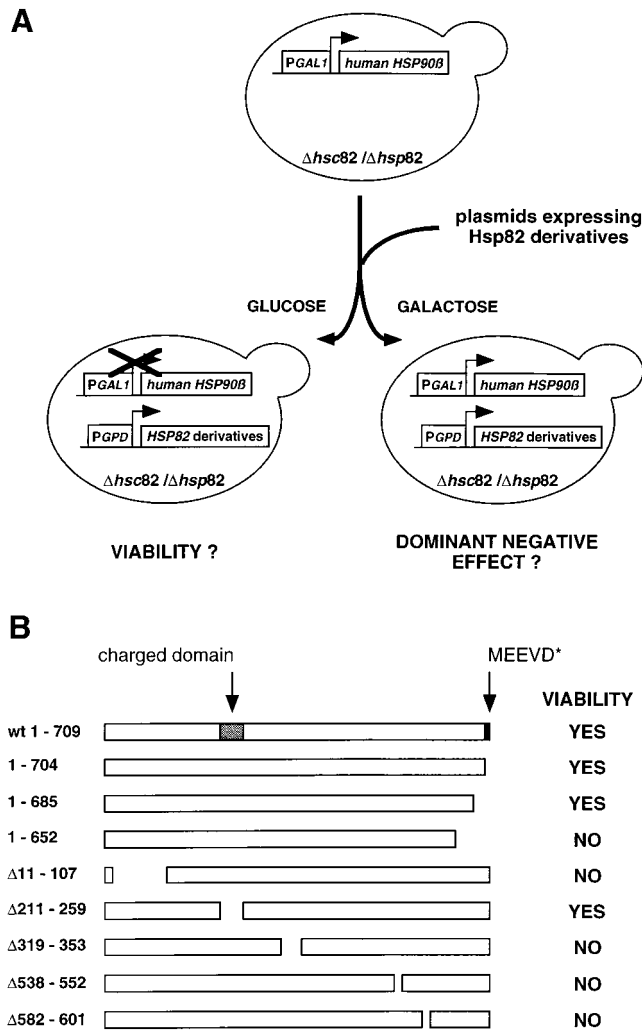 A
PGAL1 human HSP90ß
Δhsc82 /Δhsp82
plasmids expressing
Hsp82 derivatives
GLUCOSE GALACTOSE
PGAL1 human HSP90ß PGAL1 human HSP90ß
PGPD HSP82 derivatives PGPD HSP82 derivatives
Δhsc82 /Δhsp82 Δhsc82 /Δhsp82
VIABILITY ? DOMINANT NEGATIVE
EFFECT ?
B
charged domain MEEVD*
VIABILITY
wt 1 - 709 YES
1 - 704 YES
1 - 685 YES
1 - 652 NO
Δ11 - 107 NO
Δ211 - 259 YES
Δ319 - 353 NO
Δ538 - 552 NO
Δ582 - 601 NO